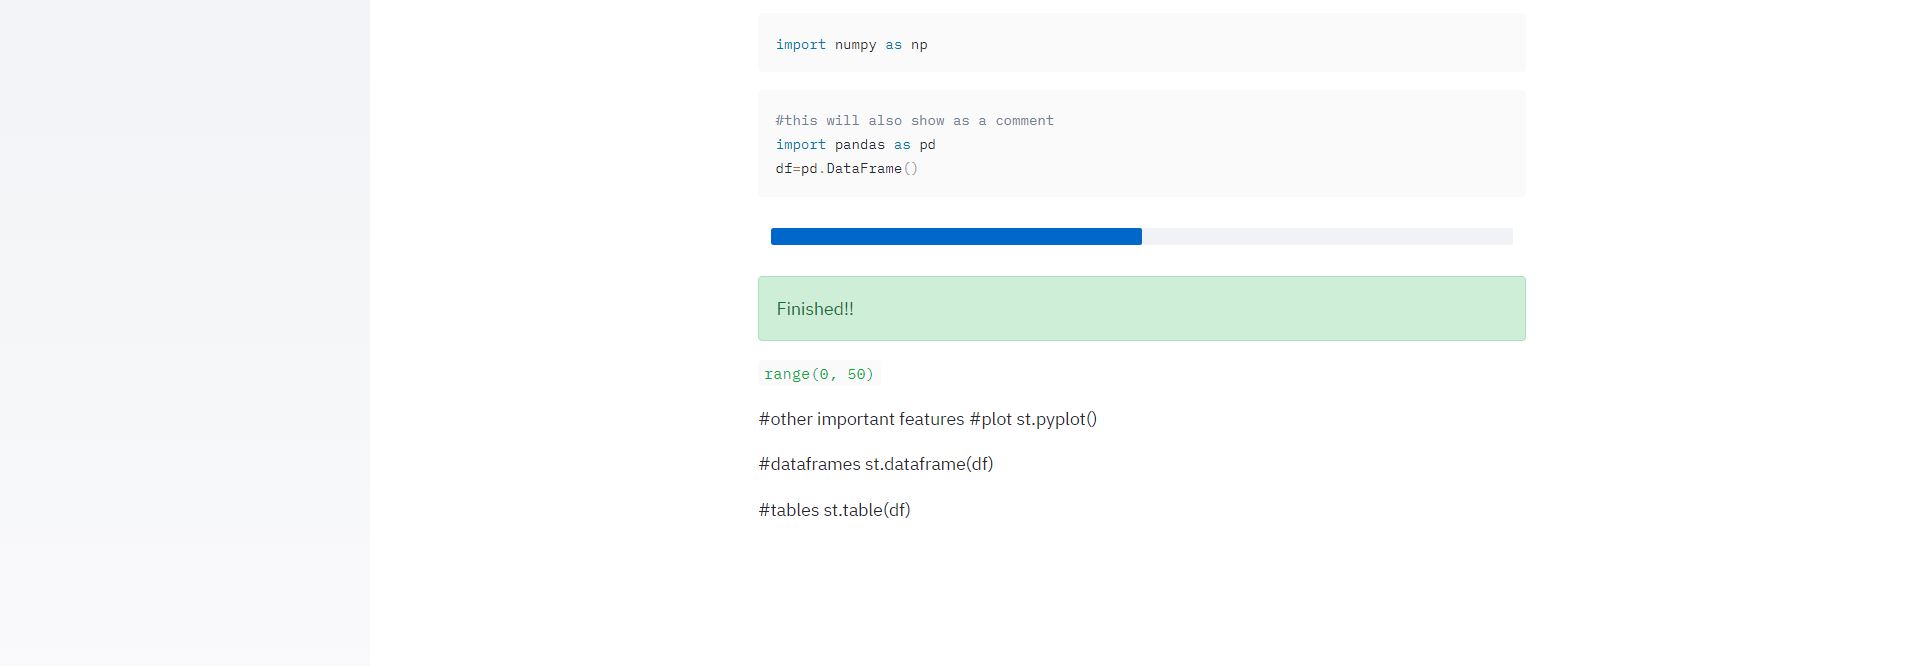 import numpy as np
#this will also show as a comment
import pandas as pd
df=pd.DataFrame()
Finished!!
range(0, 50)
#other important features #plot st.pyplot()
#dataframes st.dataframe(df)
#tables st.table(df)